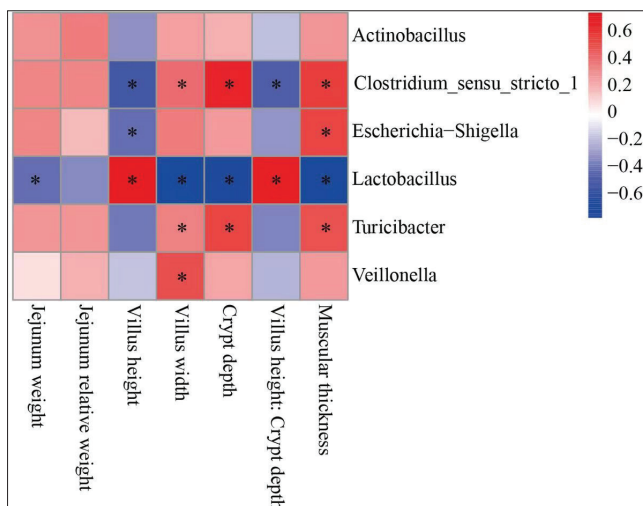 Actinobacillus
Clostridium_sensu_stricto_1
Escherichia−Shigella
Lactobacillus
Turicibacter
Veillonella
* * * * *
* *
* * * * * *
* * *
*
0.6
0.4
0.2
0
−0.2
−0.4
−0.6
Jejunum weight
Jejunum relative weight
Villus height
Villus width
Crypt depth
Villus height: Crypt depth
Muscular thickness